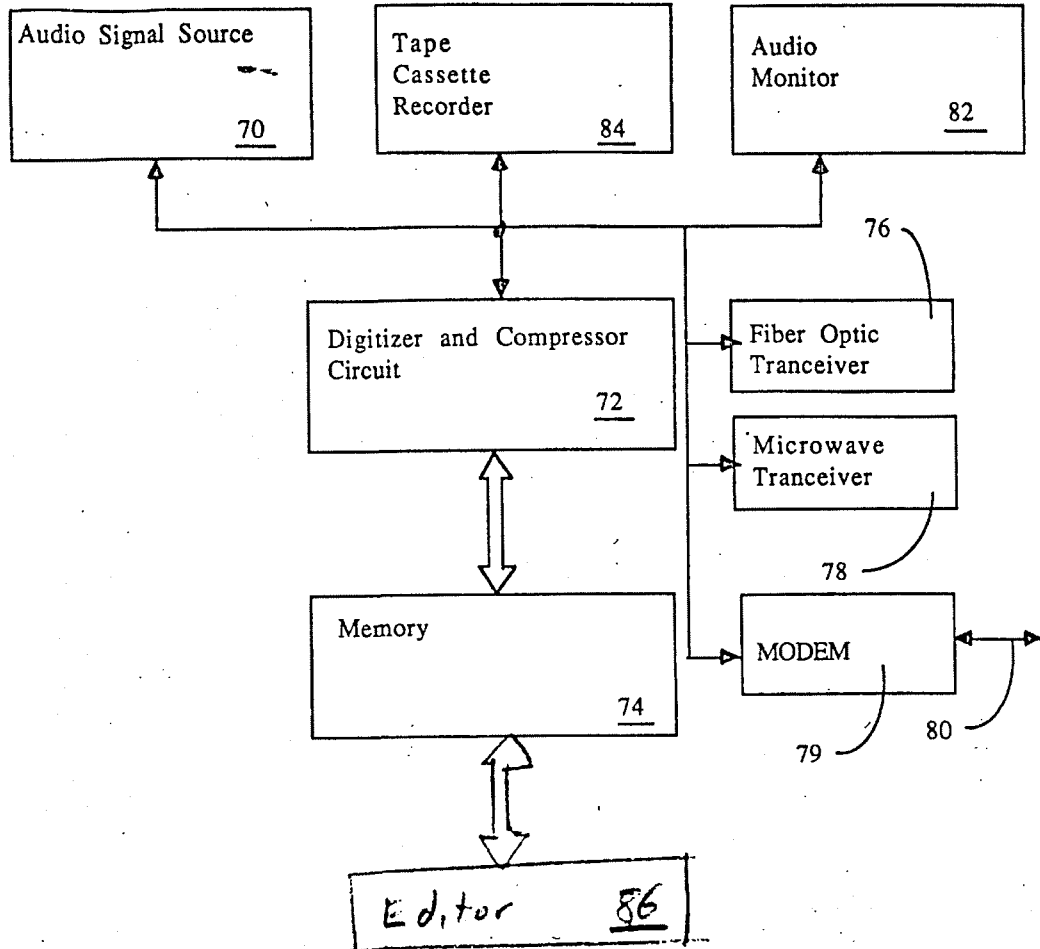 Audio Signal Source
70
Tape
Cassette
Recorder
84
Audio
Monitor
82
76
Digitizer and Compressor
Circuit
72
Fiber Optic
Tranceiver
Microwave
Tranceiver
78
Memory
74
MODEM
79
80
Editor 86